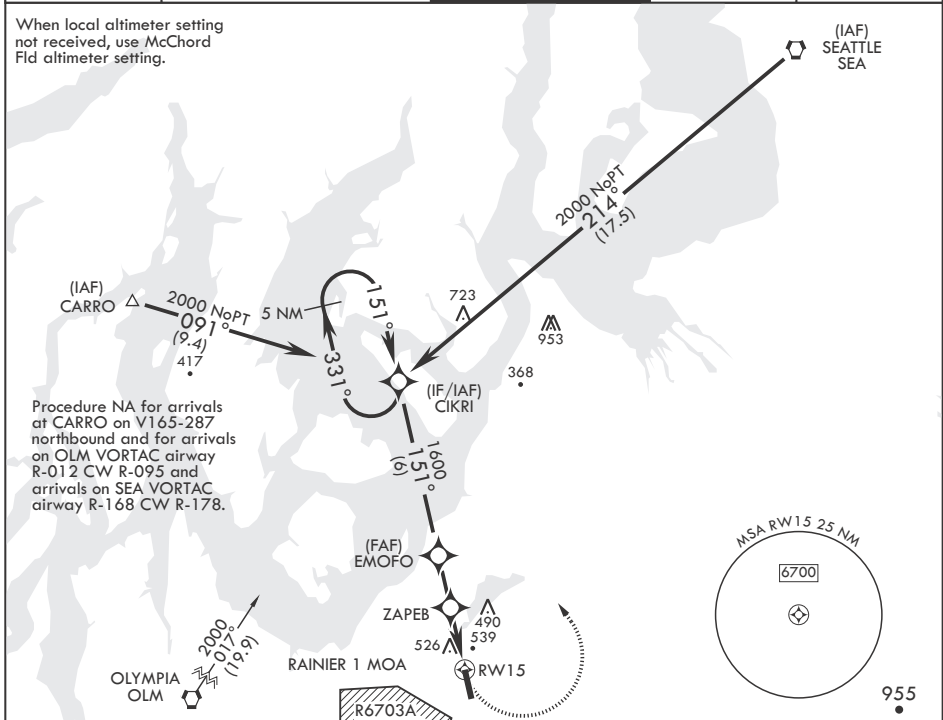 When local altimeter setting
not received, use McChord
Fld altimeter setting.
(IAF)
SEATTLE
SEA
2000 NoPT
214°
(17.5)
(IAF)
CARRO
2000 NoPT
091°
(9.4)
417
5 NM
151°
331°
723
953
368
(IF/IAF)
CIKRI
Procedure NA for arrivals
at CARRO on V165-287
northbound and for arrivals
on OLM VORTAC airway
R-012 CW R-095 and
arrivals on SEA VORTAC
airway R-168 CW R-178.
1600
151°
(6)
(FAF)
EMOFO
ZAPEB
490
539
526
RW15
MSA RW15 25 NM
6700
2000
017°
(19.9)
OLYMPIA
OLM
RAINIER 1 MOA
R6703A
955